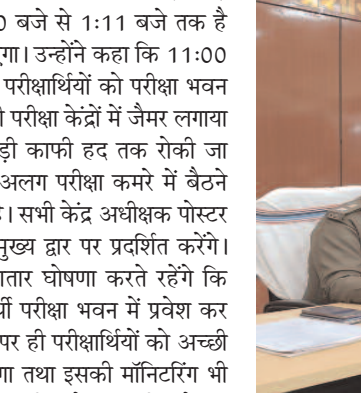 0 बजे से 1:11 बजे तक है
गा। उन्होंने कहा कि 11:00
परीक्षार्थियों को परीक्षा भवन
ी परीक्षा केंद्रों में जैमर लगाया
ड़ी काफी हद तक रोकी जा
अलग परीक्षा कमरे में बैठने
है। सभी केंद्र अधीक्षक पोस्टर
मुख्य द्वार पर प्रदर्शित करेंगे।
गातार घोषणा करते रहेंगे कि
र्थी परीक्षा भवन में प्रवेश कर
पर ही परीक्षार्थियों को अच्छी
गा तथा इसकी मॉनिटरिंग भी